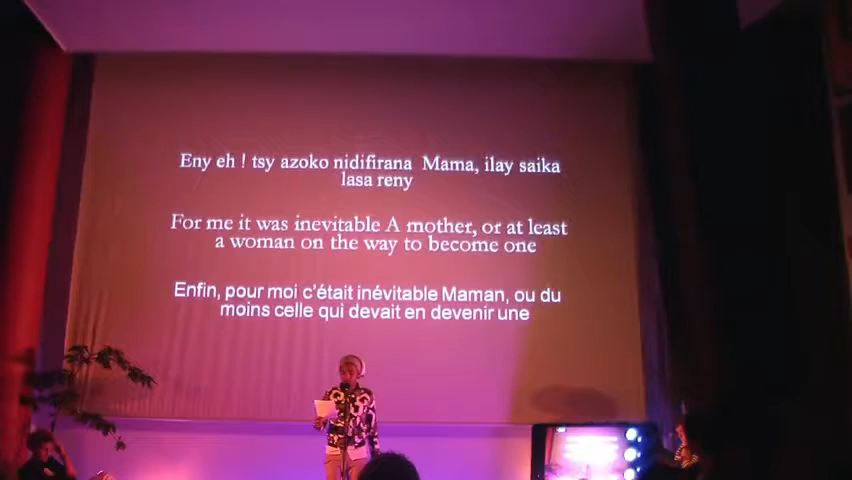 Eny eh ! tsy azoko nidifirana Mama, ilay saika
lasa reny
For me it was inevitable A mother, or at least
a woman on the way to become one
Enfin, pour moi c'était inévitable Maman, ou du
moins celle qui devait en devenir une